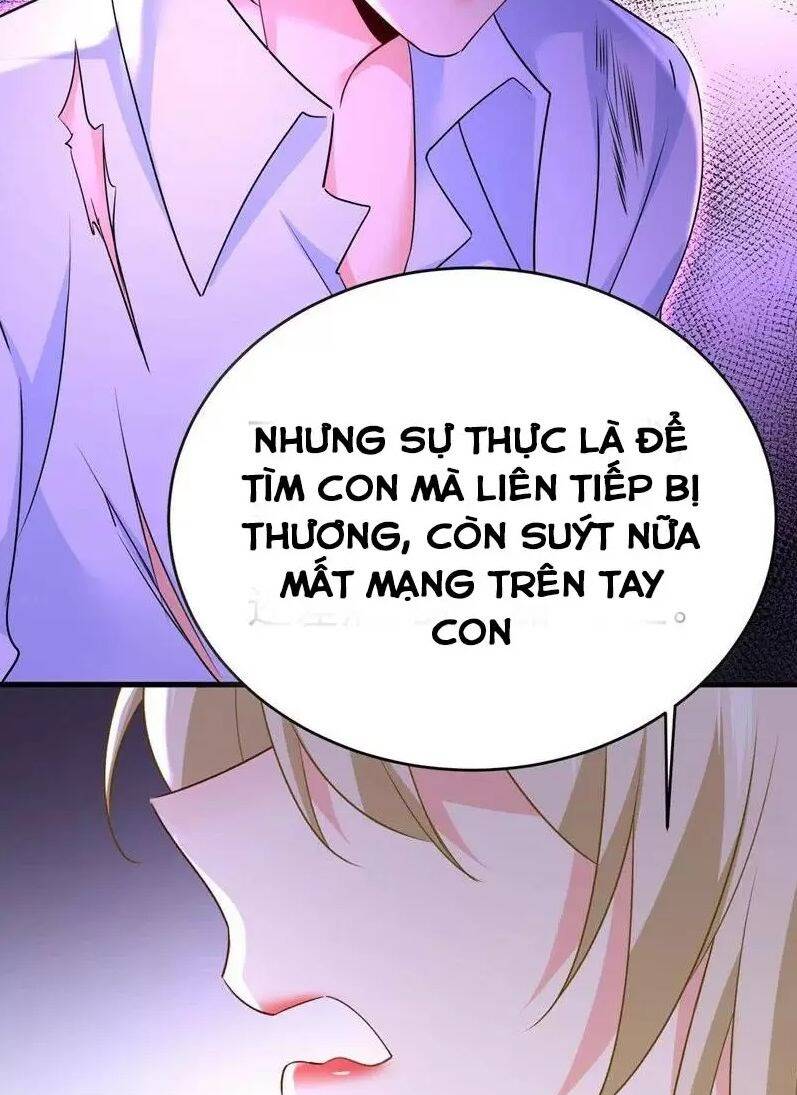 NHƯNG SỰ THỰC LÀ ĐỂ
TÌM CON MÀ LIÊN TIẾP BỊ
THƯƠNG, CÒN SUÝT NỮA
MẤT MẠNG TRÊN TAY
CON